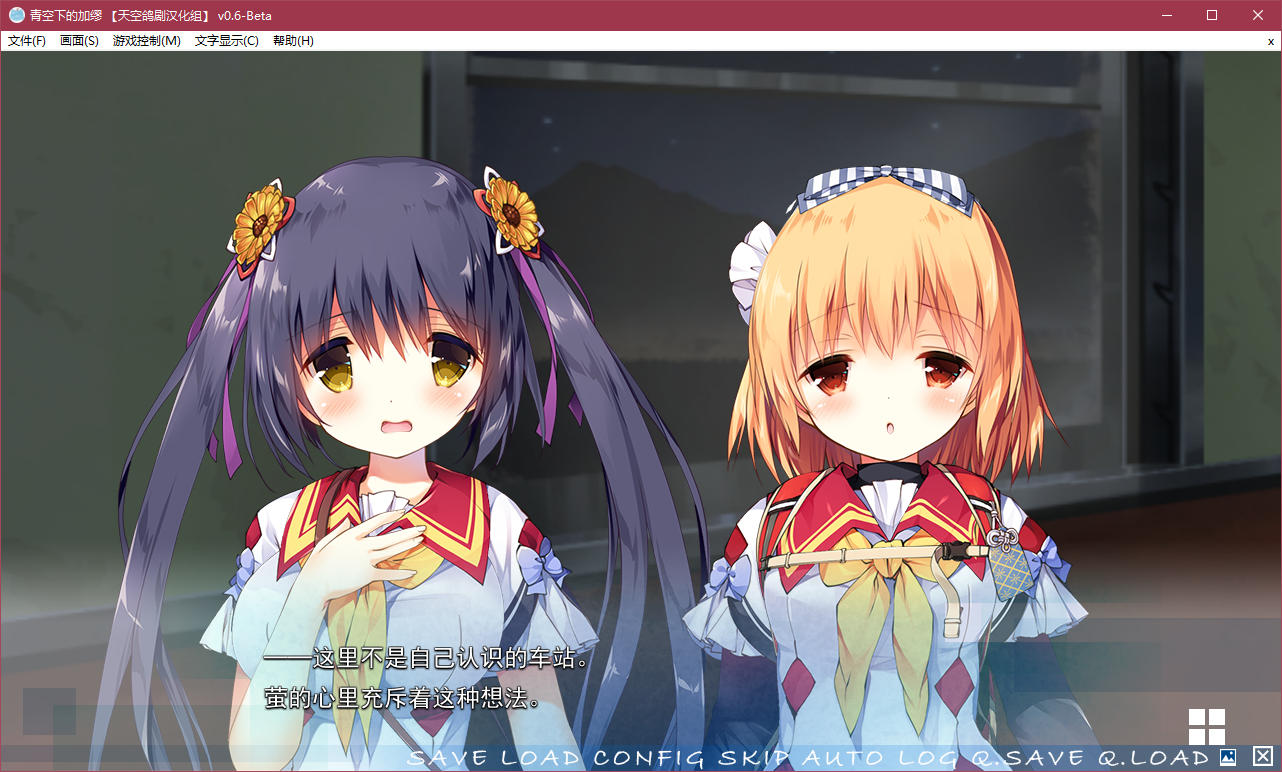 青空下的加缪 【天空鸽剧汉化组】 v0.6-Beta
文件(F) 画面(S) 游戏控制(M) 文字显示(C) 帮助(H) x
——这里不是自己认识的车站。
萤的心里充斥着这种想法。
SAVE LOAD CONFIG SKIP AUTO LOG Q.SAVE Q.LOAD